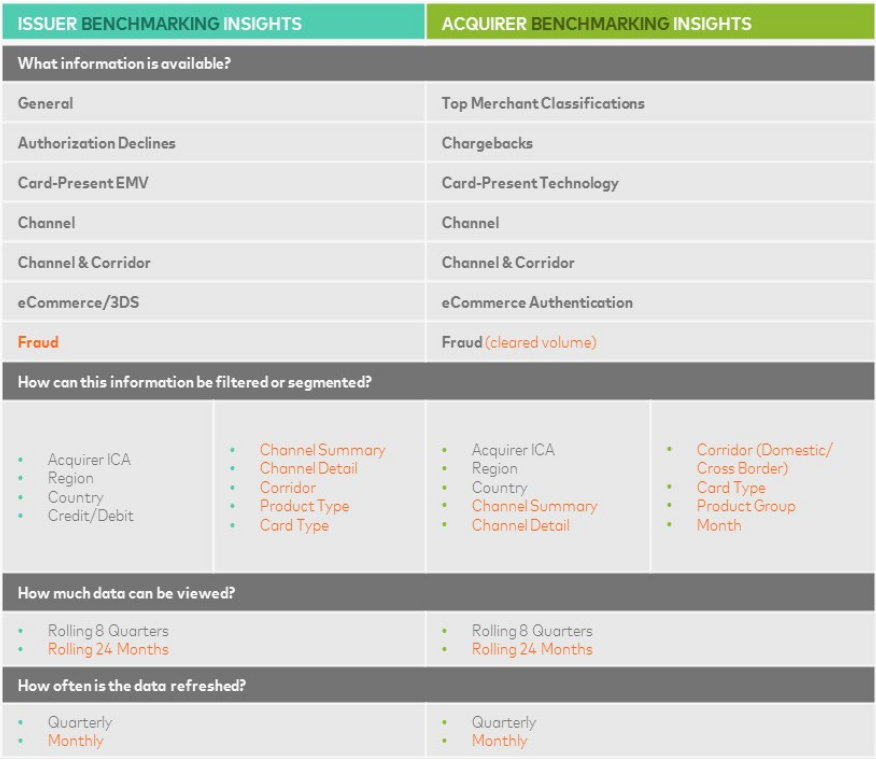 ISSUER BENCHMARKING INSIGHTS
ACQUIRER BENCHMARKING INSIGHTS
What information is available?
General
Top Merchant Classifications
Authorization Declines
Chargebacks
Card-Present EMV
Card-Present Technology
Channel
Channel
Channel & Corridor
Channel & Corridor
eCommerce/3DS
eCommerce Authentication
Fraud
Fraud (cleared volume)
How can this information be filtered or segmented?
• Acquirer ICA
• Region
• Country
• Credit/Debit
• Channel Summary
• Channel Detail
• Corridor
• Product Type
• Card Type
• Acquirer ICA
• Region
• Country
• Channel Summary
• Channel Detail
• Corridor (Domestic/
Cross Border)
• Card Type
• Product Group
• Month
How much data can be viewed?
• Rolling 8 Quarters
• Rolling 24 Months
• Rolling 8 Quarters
• Rolling 24 Months
How often is the data refreshed?
• Quarterly
• Monthly
• Quarterly
• Monthly